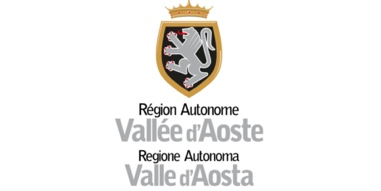 Région Autonome
Vallée d'Aoste
Regione Autonoma
Valle d'Aosta